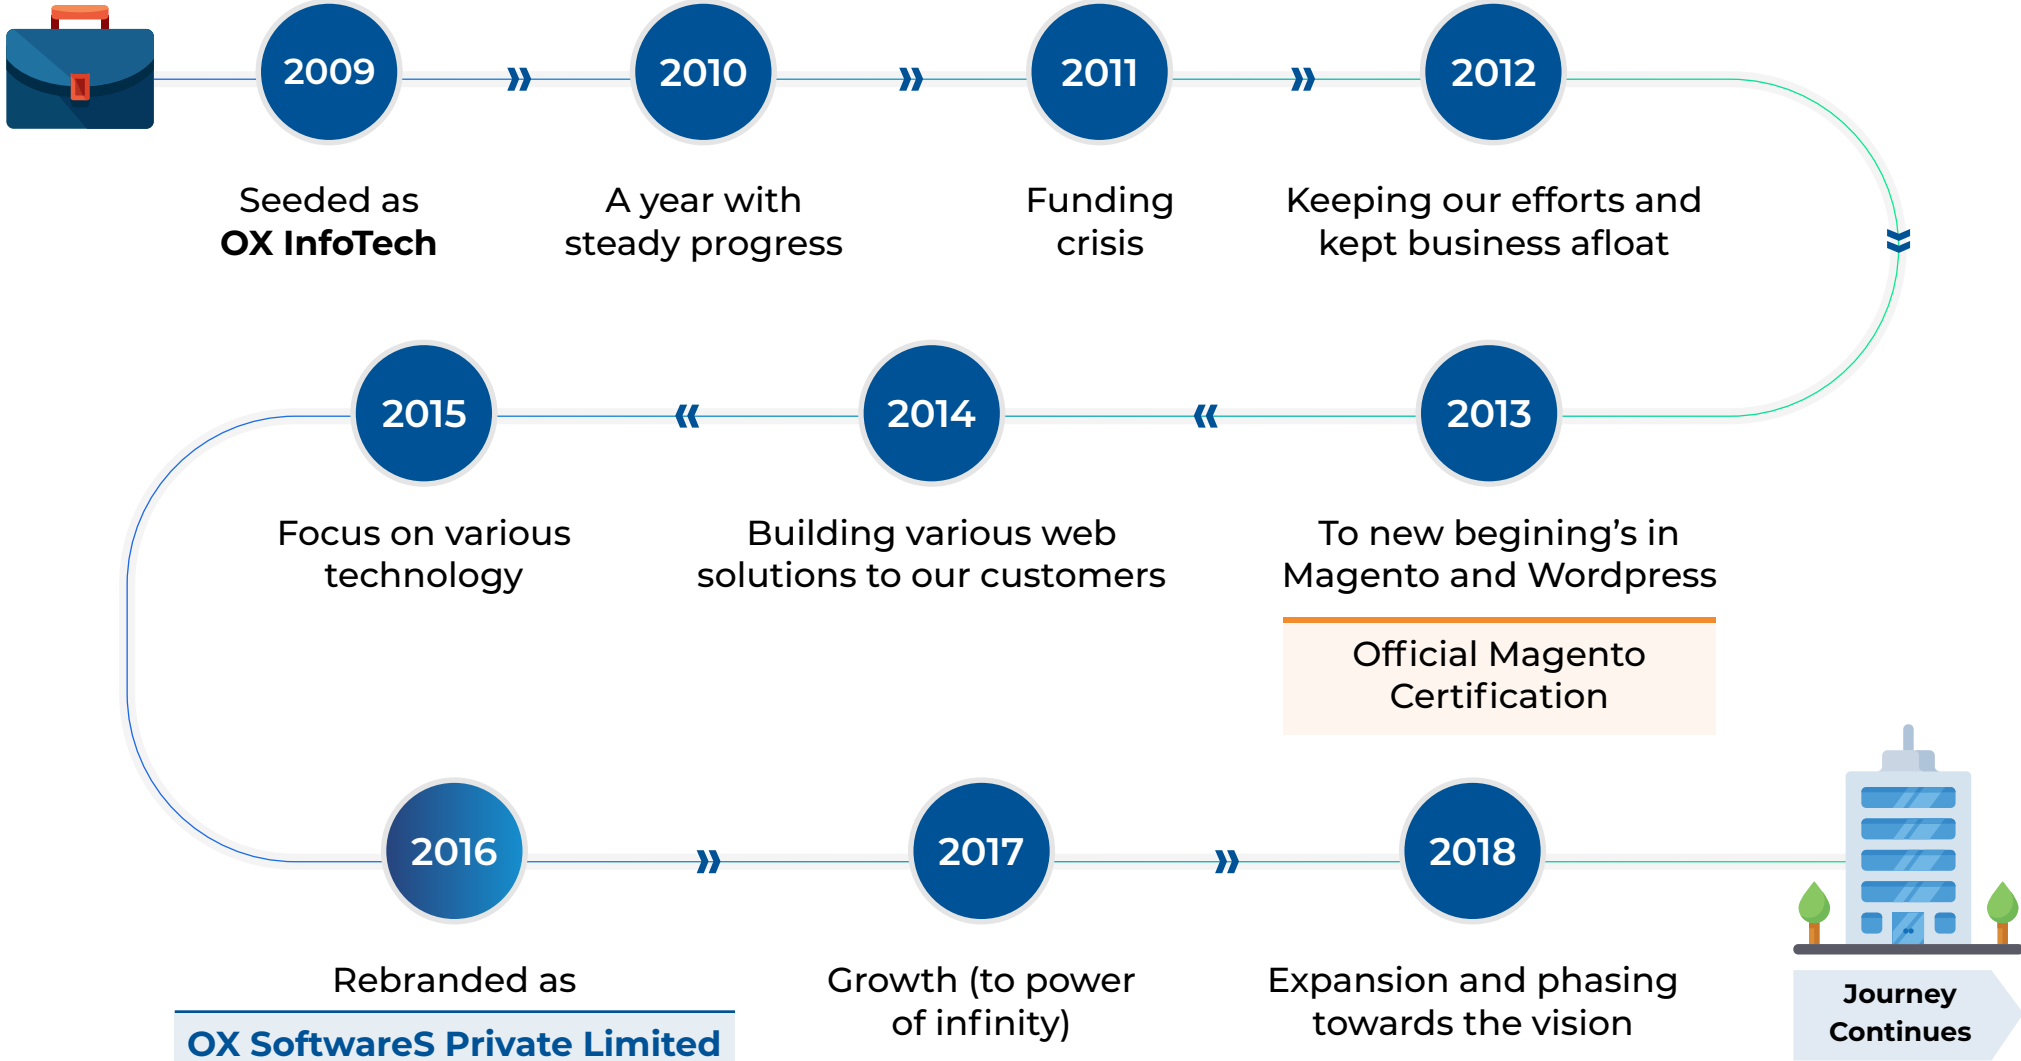 2009
Seeded as
OX InfoTech
2010
A year with
steady progress
2011
Funding
crisis
2012
Keeping our efforts and
kept business afloat
2013
To new begining’s in
Magento and Wordpress
Official Magento
Certification
2014
Building various web
solutions to our customers
2015
Focus on various
technology
2016
Rebranded as
OX SoftwareS Private Limited
2017
Growth (to power
of infinity)
2018
Expansion and phasing
towards the vision
Journey
Continues